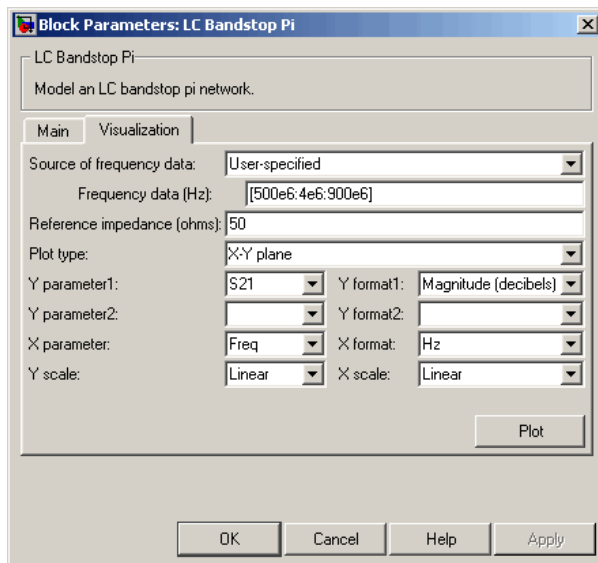 Block Parameters: LC Bandstop Pi
LC Bandstop Pi
Model an LC bandstop pi network.
Main Visualization
Source of frequency data: User-specified
Frequency data (Hz): [500e6:4e6:900e6]
Reference impedance (ohms): 50
Plot type: X-Y plane
Y parameter1: S21 Y format1: Magnitude (decibels)
Y parameter2: Y format2:
X parameter: Freq X format: Hz
Y scale: Linear X scale: Linear
Plot
OK Cancel Help Apply